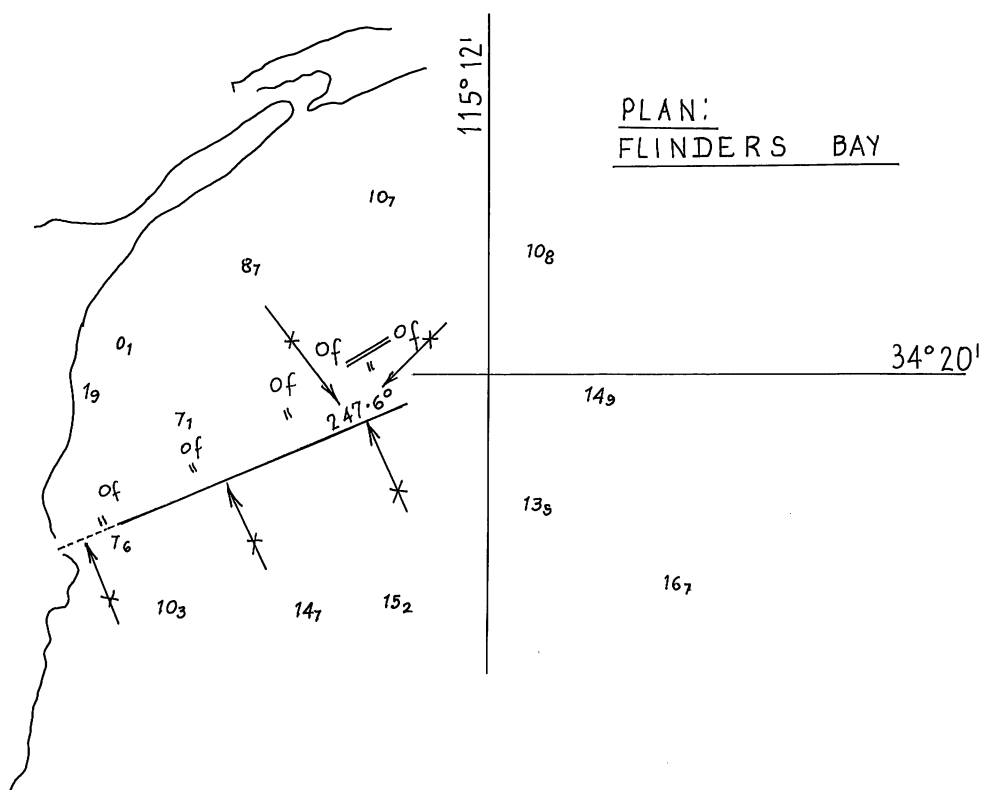 115° 12'
PLAN:
FLINDERS BAY
10₇
10₈
8₇
Of
Of
0₁
34° 20'
1₉
Of
14₉
247.6°
7₁
Of
Of
13₅
7₆
16₇
10₃
14₇
15₂